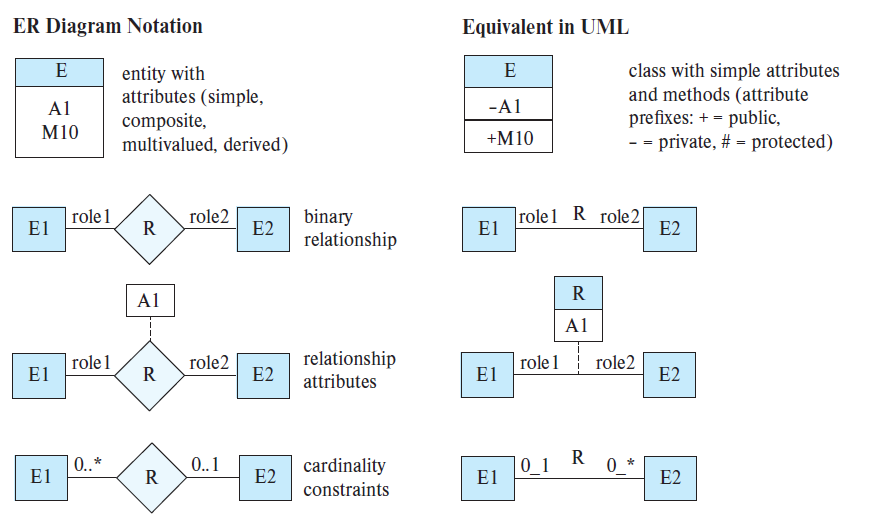 ER Diagram Notation
Equivalent in UML
E
A1
M10
entity with
attributes (simple,
composite,
multivalued, derived)
E
-A1
+M10
class with simple attributes
and methods (attribute
prefixes: + = public,
- = private, # = protected)
E1 role1 R role2 E2
binary
relationship
E1 role1 R role2 E2
A1
E1 role1 R role2 E2
relationship
attributes
R
A1
E1 role1 role2 E2
E1 0..* R 0..1 E2
cardinality
constraints
E1 0_1 R 0_* E2